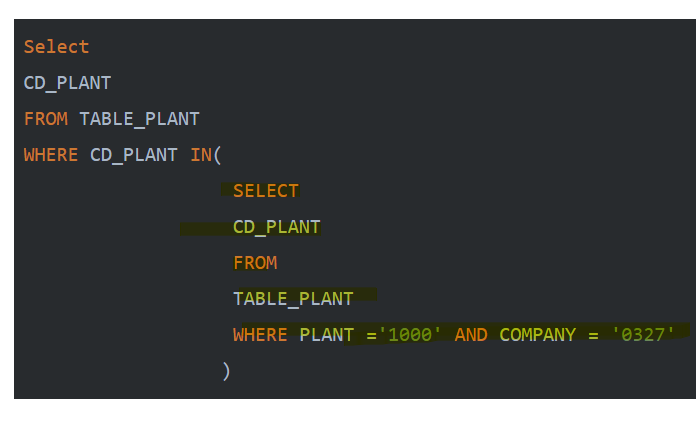 Select
CD_PLANT
FROM TABLE_PLANT
WHERE CD_PLANT IN(
SELECT
CD_PLANT
FROM
TABLE_PLANT
WHERE PLANT ='1000' AND COMPANY = '0327'
)